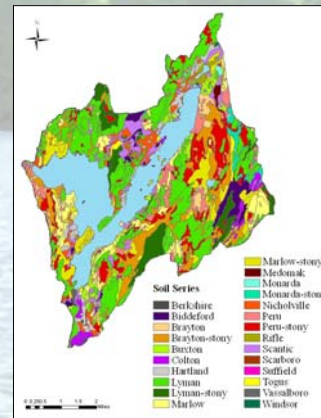 N
Marlow-stony
Medomak
Monarda
Monarda-ston
Nicholville
Peru
Peru-stony
Rifle
Scantic
Scarboro
Suffield
Togus
Vassalboro
Windsor
Soil Series
Berkshire
Biddeford
Brayton
Brayton-stony
Buxton
Colton
Hartland
Lyman
Lyman-stony
Marlow